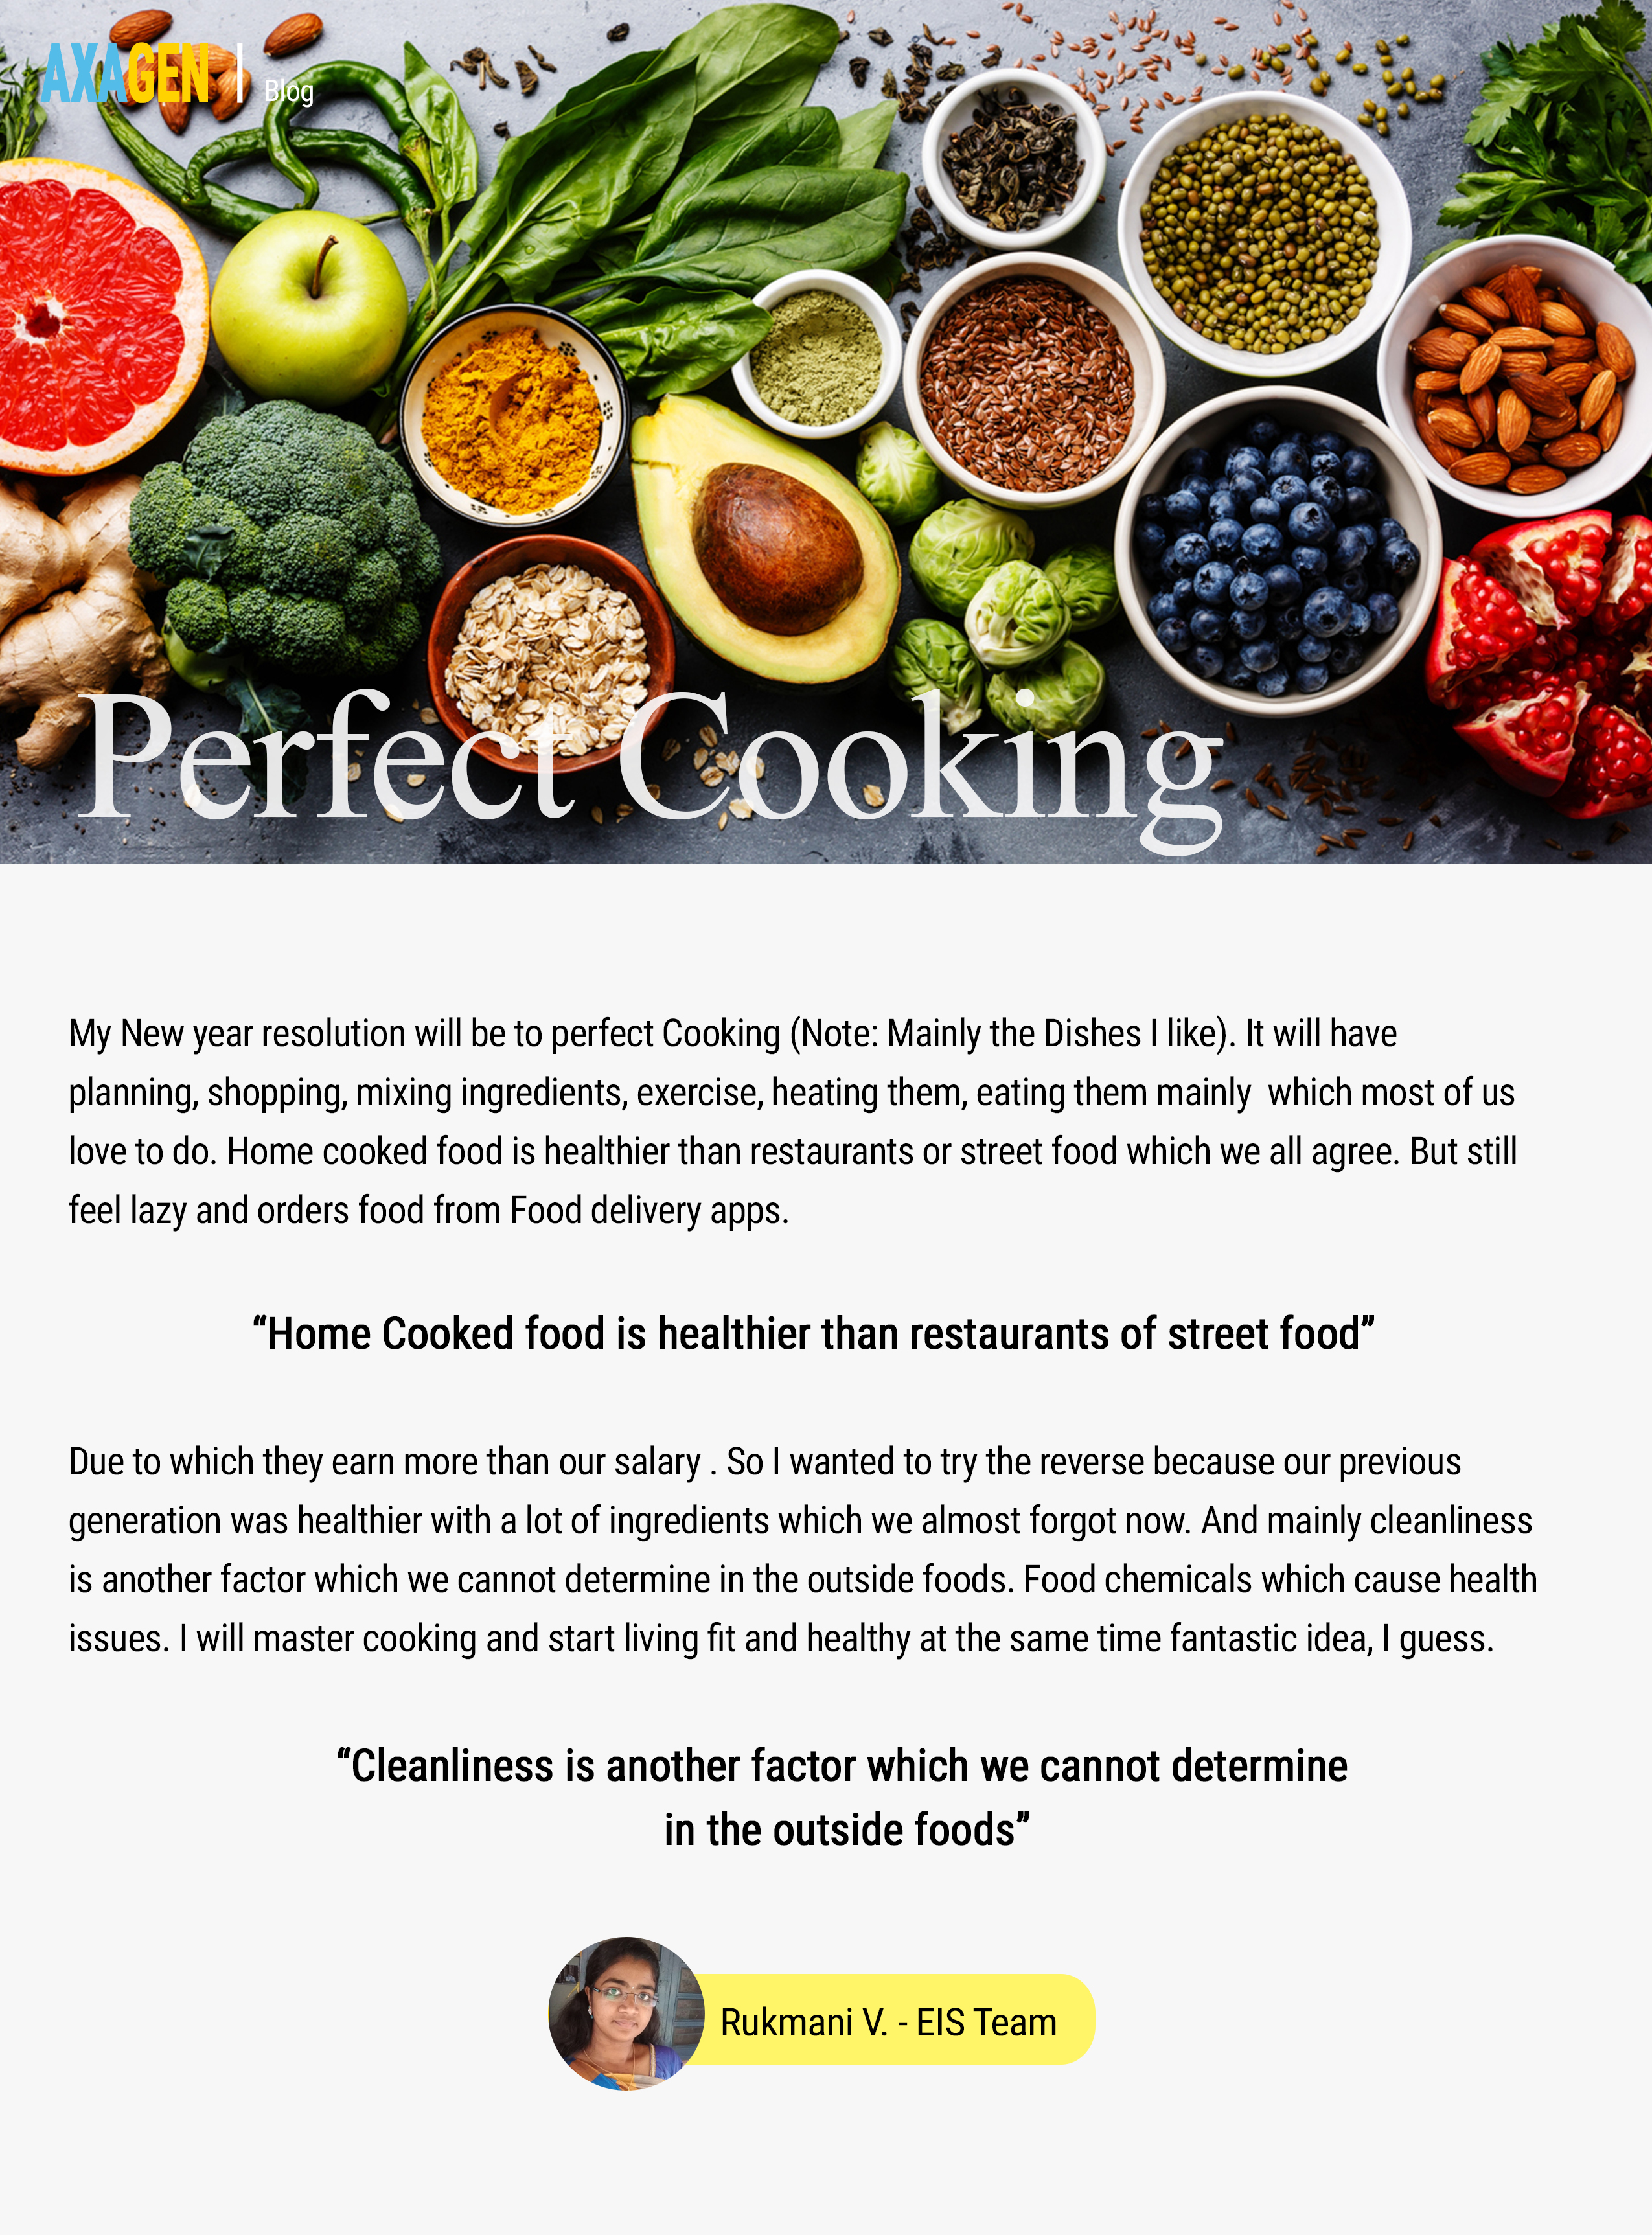 AXAGEN | Blog
Perfect Cooking
My New year resolution will be to perfect Cooking (Note: Mainly the Dishes I like). It will have
planning, shopping, mixing ingredients, exercise, heating them, eating them mainly  which most of us
love to do. Home cooked food is healthier than restaurants or street food which we all agree. But still
feel lazy and orders food from Food delivery apps.
“Home Cooked food is healthier than restaurants of street food”
Due to which they earn more than our salary . So I wanted to try the reverse because our previous
generation was healthier with a lot of ingredients which we almost forgot now. And mainly cleanliness
is another factor which we cannot determine in the outside foods. Food chemicals which cause health
issues. I will master cooking and start living fit and healthy at the same time fantastic idea, I guess.
“Cleanliness is another factor which we cannot determine
in the outside foods”
Rukmani V. - EIS Team